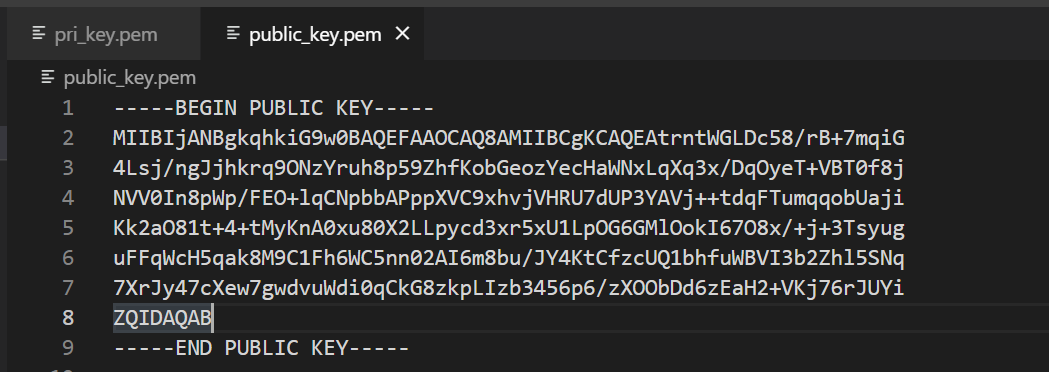 pri_key.pem
public_key.pem
public_key.pem
1 -----BEGIN PUBLIC KEY-----
2 MIIBIjANBgkqhkiG9w0BAQEFAAOCAQ8AMIIBCgKCAQEAtrntWGLDc58/rB+7mqiG
3 4Lsj/ngJjhkrq9ONzYruh8p59ZhfKobGeozYecHaWNxLqXq3x/DqOyeT+VBT0f8j
4 NVV0In8pWp/FEO+lqCNpbbAPppXVC9xhvjVHRU7dUP3YAVj++tdqFTumqqobUaji
5 Kk2aO81t+4+tMyKnA0xu80X2LLpycd3xr5xU1LpOG6GMlOokI67O8x/+j+3Tsyug
6 uFFqWcH5qak8M9C1Fh6WC5nn02AI6m8bu/JY4KtCfzcUQ1bhfuWBVI3b2Zhl5SNq
7 7XrJy47cXew7gwdvuWdi0qCkG8zkpLIzb3456p6/zXOObDd6zEaH2+VKj76rJUYi
8 ZQIDAQAB
9 -----END PUBLIC KEY-----